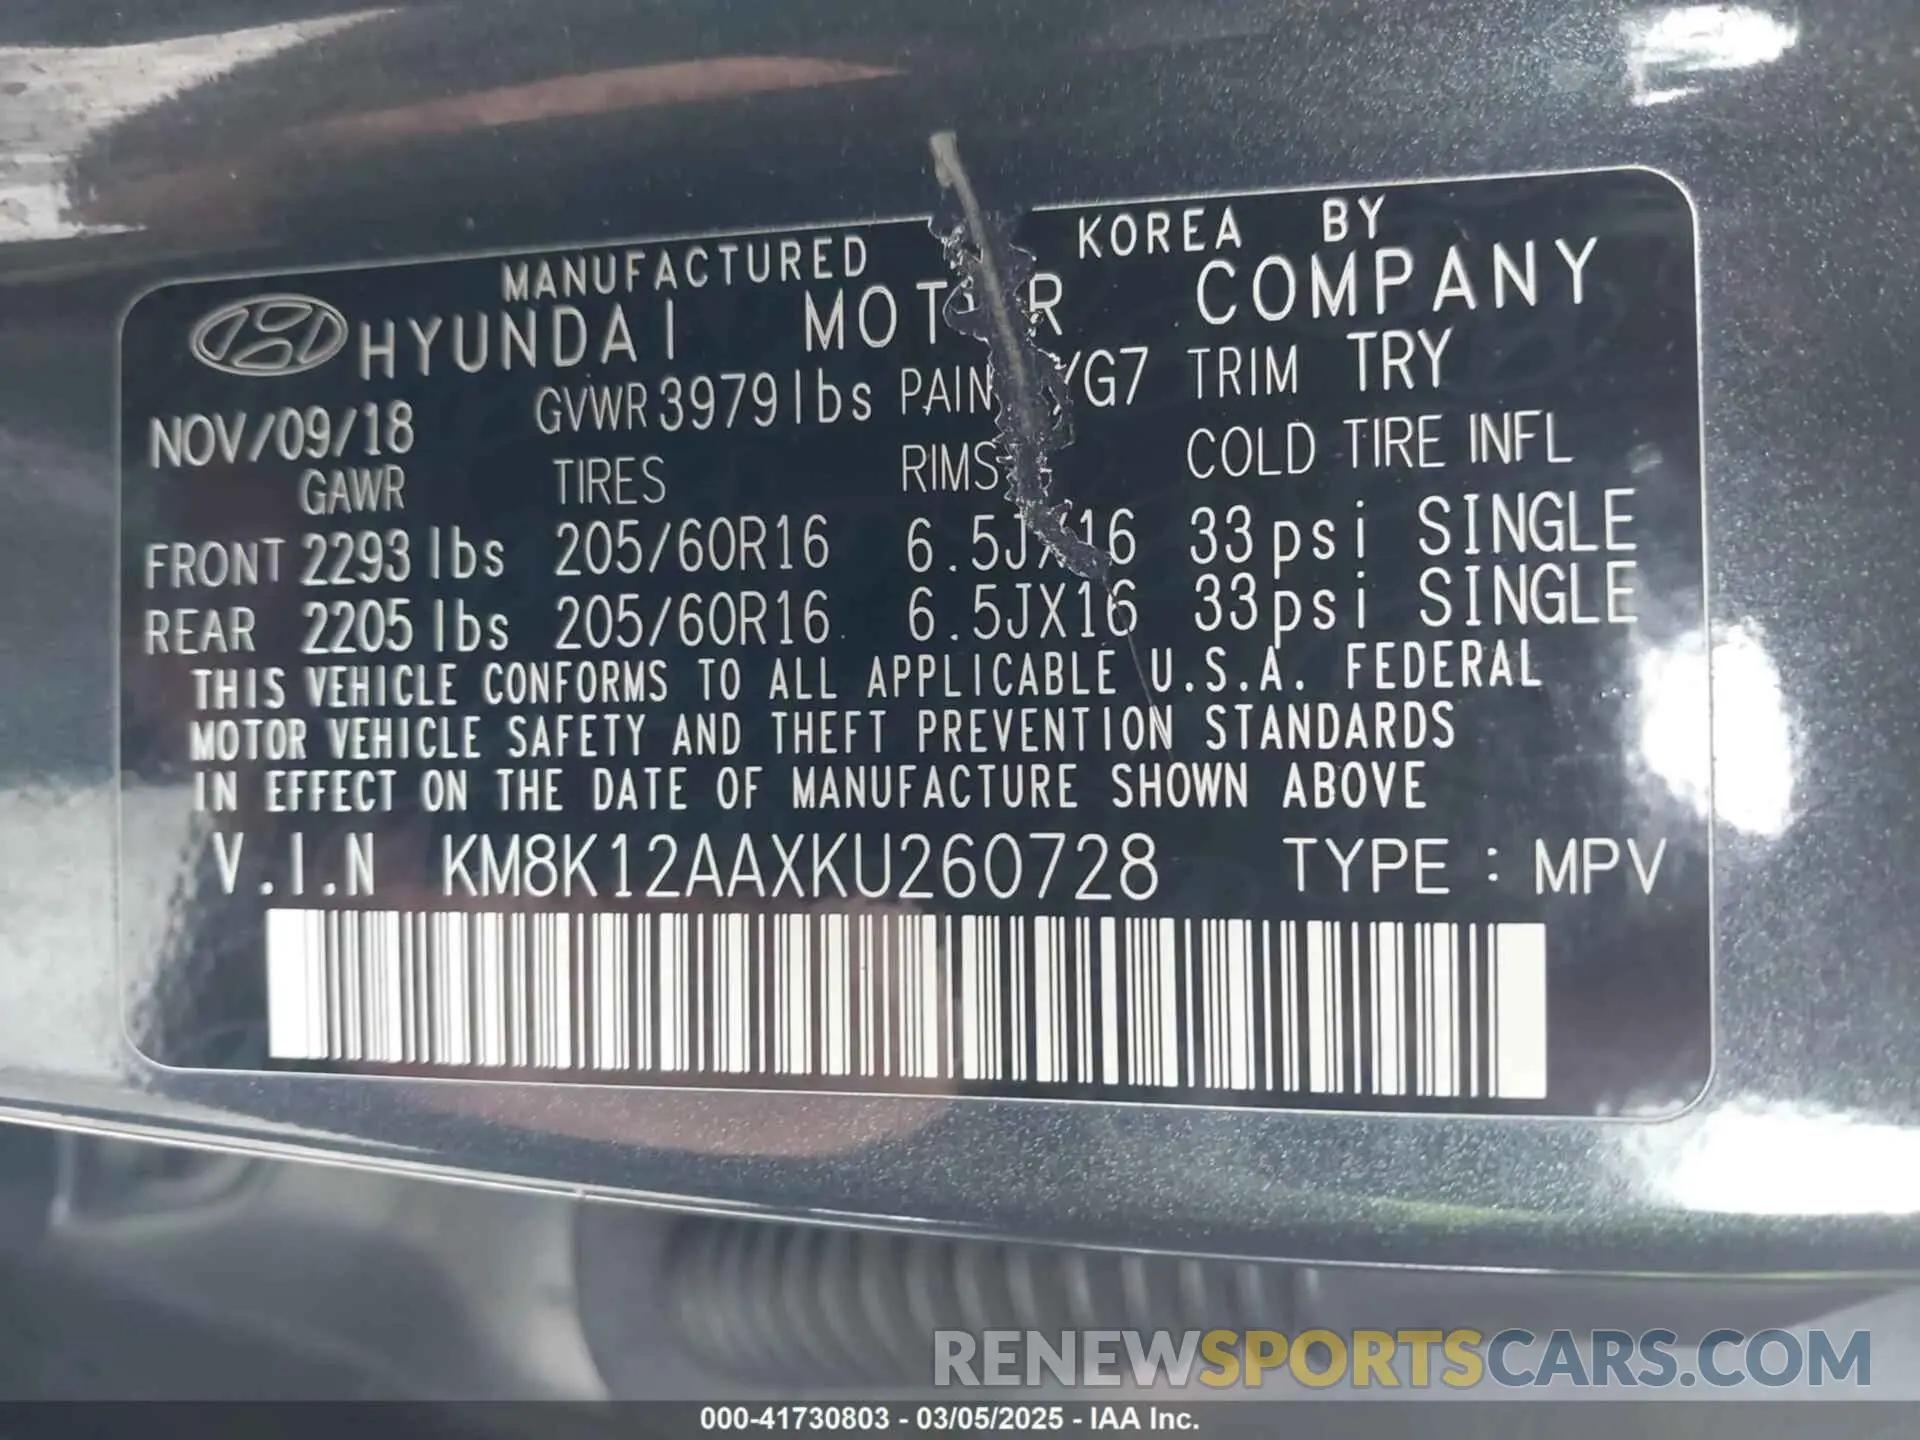 MANUFACTURED KOREA BY
HYUNDAI COMPANY
NOV/09/18 GVWR 3979lbs TRIM TRY
GAWR TIRES RIMS COLD TIRE INFL
FRONT 2293 lbs 205/60R16 6.5JX16 33psi SINGLE
REAR 2205 lbs 205/60R16 6.5JX16 33psi SINGLE
THIS VEHICLE CONFORMS TO ALL APPLICABLE U.S.A. FEDERAL
MOTOR VEHICLE SAFETY AND THEFT PREVENTION STANDARDS
IN EFFECT ON THE DATE OF MANUFACTURE SHOWN ABOVE
V.I.N KM8K12AAXKU260728 TYPE : MPV
RENEWSPORTSCARS.COM
000-41730803 - 03/05/2025 - IAA Inc.